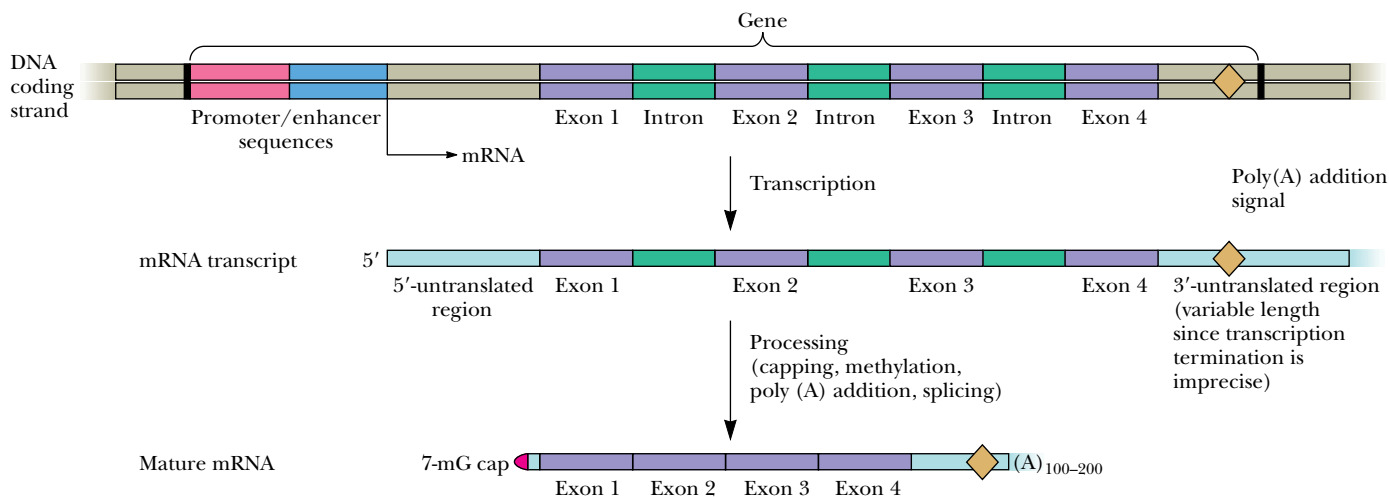 Gene
DNA
coding
strand
Promoter/enhancer
sequences
Exon 1 Intron Exon 2 Intron Exon 3 Intron Exon 4
mRNA
Transcription
Poly(A) addition
signal
mRNA transcript 5′
5′-untranslated
region
Exon 1 Exon 2 Exon 3 Exon 4
3′-untranslated region
(variable length
since transcription
termination is
imprecise)
Processing
(capping, methylation,
poly (A) addition, splicing)
Mature mRNA 7-mG cap (A)100–200
Exon 1 Exon 2 Exon 3 Exon 4